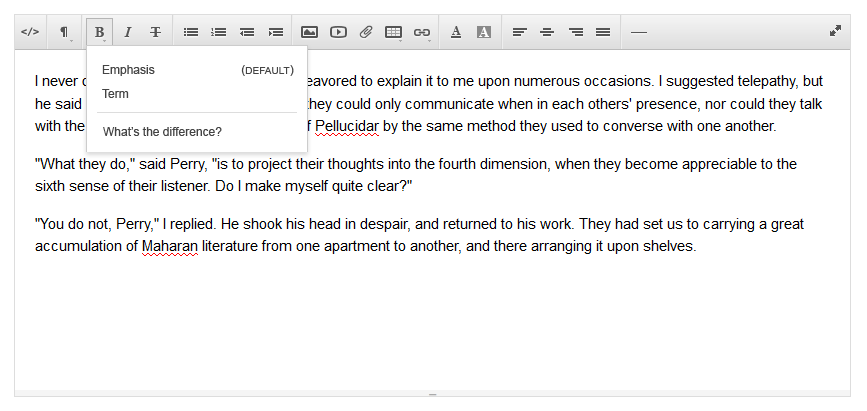 </> ¶ B I T A A
Emphasis (DEFAULT)
Term
What's the difference?
I never eavored to explain it to me upon numerous occasions. I suggested telepathy, but
he said they could only communicate when in each others' presence, nor could they talk
with the Pellucidar by the same method they used to converse with one another.
"What they do," said Perry, "is to project their thoughts into the fourth dimension, when they become appreciable to the
sixth sense of their listener. Do I make myself quite clear?"
"You do not, Perry," I replied. He shook his head in despair, and returned to his work. They had set us to carrying a great
accumulation of Maharan literature from one apartment to another, and there arranging it upon shelves.